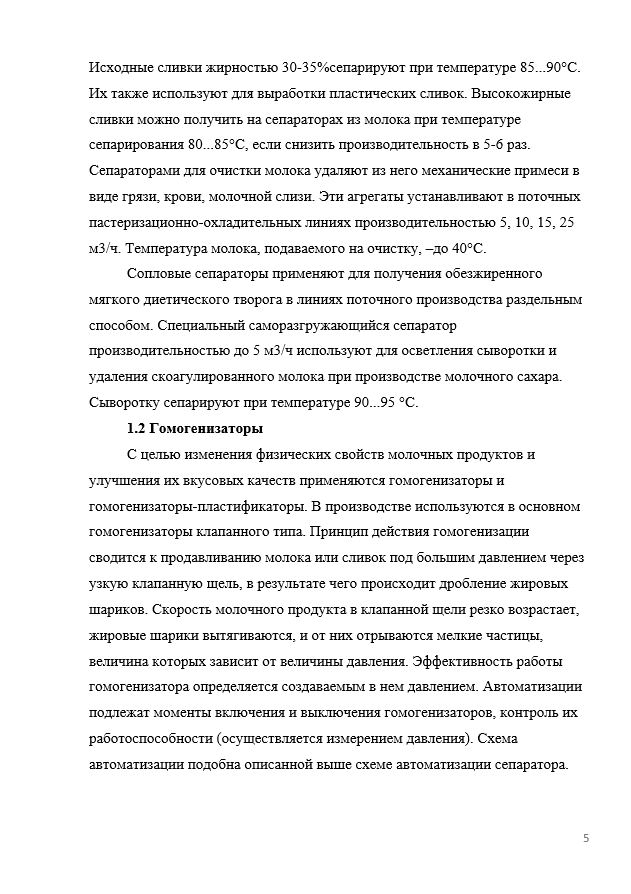 Исходные сливки жирностью 30-35%сепарируют при температуре 85...90°С.
Их также используют для выработки пластических сливок. Высокожирные
сливки можно получить на сепараторах из молока при температуре
сепарирования 80...85°С, если снизить производительность в 5-6 раз.
Сепараторами для очистки молока удаляют из него механические примеси в
виде грязи, крови, молочной слизи. Эти агрегаты устанавливают в поточных
пастеризационно-охладительных линиях производительностью 5, 10, 15, 25
м3/ч. Температура молока, подаваемого на очистку, –до 40°С.
Сопловые сепараторы применяют для получения обезжиренного
мягкого диетического творога в линиях поточного производства раздельным
способом. Специальный саморазгружающийся сепаратор
производительностью до 5 м3/ч используют для осветления сыворотки и
удаления скоагулированного молока при производстве молочного сахара.
Сыворотку сепарируют при температуре 90...95 °С.
1.2 Гомогенизаторы
С целью изменения физических свойств молочных продуктов и
улучшения их вкусовых качеств применяются гомогенизаторы и
гомогенизаторы-пластификаторы. В производстве используются в основном
гомогенизаторы клапанного типа. Принцип действия гомогенизации
сводится к продавливанию молока или сливок под большим давлением через
узкую клапанную щель, в результате чего происходит дробление жировых
шариков. Скорость молочного продукта в клапанной щели резко возрастает,
жировые шарики вытягиваются, и от них отрываются мелкие частицы,
величина которых зависит от величины давления. Эффективность работы
гомогенизатора определяется создаваемым в нем давлением. Автоматизации
подлежат моменты включения и выключения гомогенизаторов, контроль их
работоспособности (осуществляется измерением давления). Схема
автоматизации подобна описанной выше схеме автоматизации сепаратора.
5